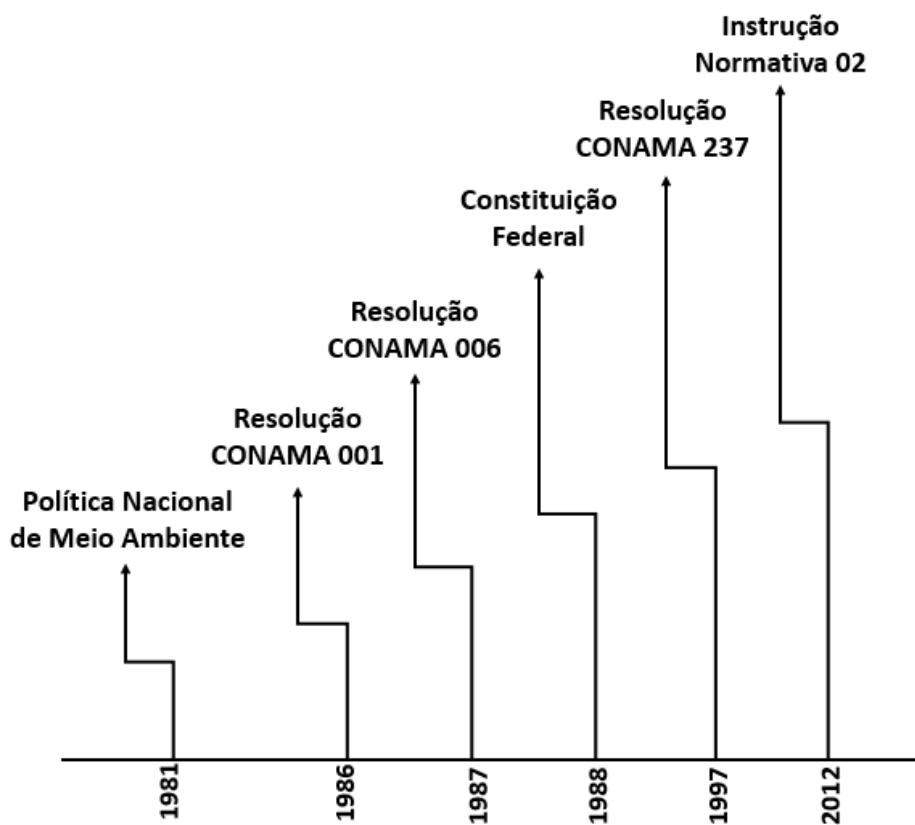 Instrução
Normativa 02
Resolução
CONAMA 237
Constituição
Federal
Resolução
CONAMA 006
Resolução
CONAMA 001
Política Nacional
de Meio Ambiente
1981
1986
1987
1988
1997
2012